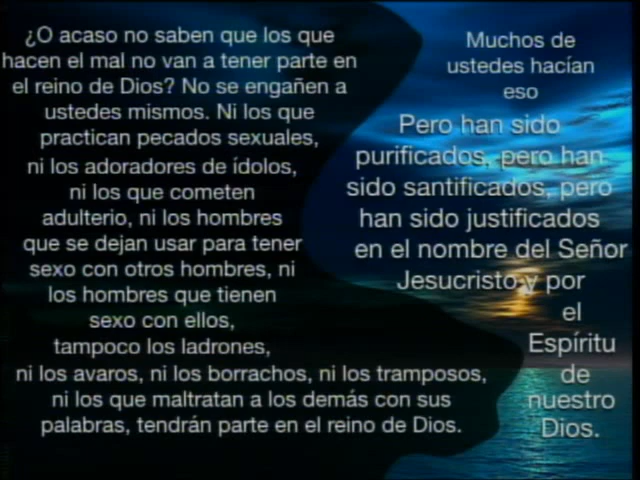 ¿O acaso no saben que los que
hacen el mal no van a tener parte en
el reino de Dios? No se engañen a
ustedes mismos. Ni los que
practican pecados sexuales,
ni los adoradores de ídolos,
ni los que cometen
adulterio, ni los hombres
que se dejan usar para tener
sexo con otros hombres, ni
los hombres que tienen
sexo con ellos,
tampoco los ladrones,
ni los avaros, ni los borrachos, ni los tramposos,
ni los que maltratan a los demás con sus
palabras, tendrán parte en el reino de Dios.
Muchos de
ustedes hacían
eso
Pero han sido
purificados, pero han
sido santificados, pero
han sido justificados
en el nombre del Señor
Jesucristo y por
el
Espíritu
de
nuestro
Dios.